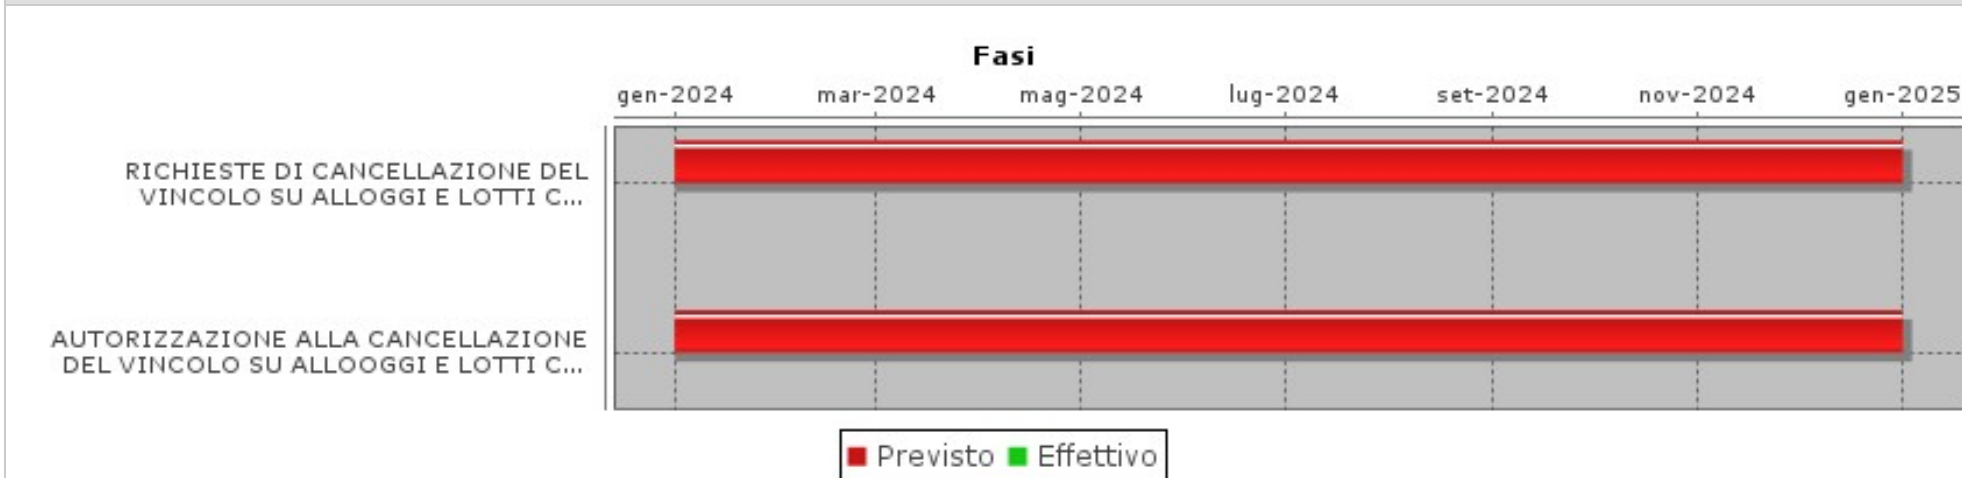 Fasi
gen-2024 mar-2024 mag-2024 lug-2024 set-2024 nov-2024 gen-2025
RICHIESTE DI CANCELLAZIONE DEL
VINCOLO SU ALLOGGI E LOTTI C...
AUTORIZZAZIONE ALLA CANCELLAZIONE
DEL VINCOLO SU ALLOOGGI E LOTTI C...
Previsto Effettivo